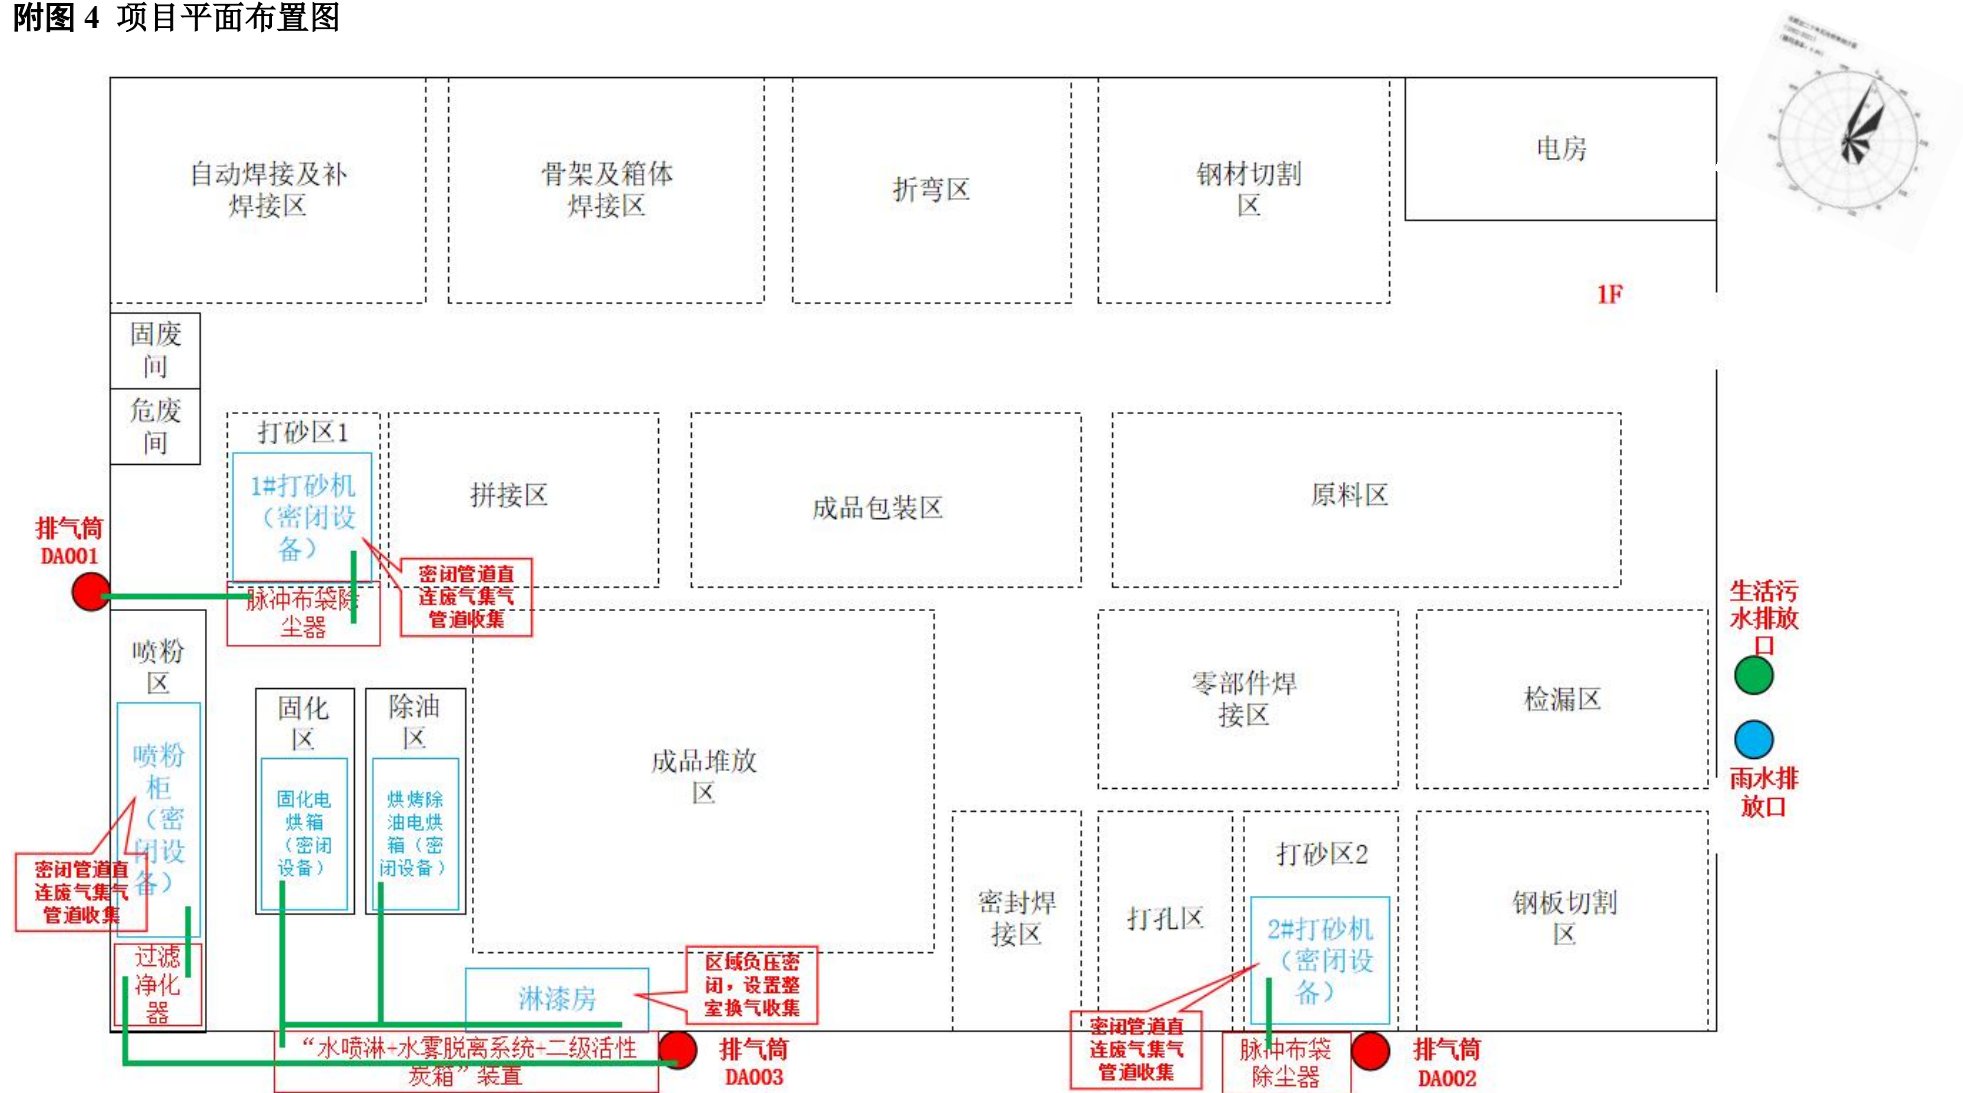 附图 4 项目平面布置图
自动焊接及补
焊接区
骨架及箱体
焊接区
折弯区
钢材切割
区
电房
1F
固废
间
危废
间
打砂区1
1#打砂机
（密闭设
备）
拼接区
成品包装区
原料区
排气筒
DA001
脉冲布袋除
尘器
密闭管道直
连废气集气
管道收集
喷粉
区
喷粉
柜
（密
闭设
备）
密闭管道直
连废气集气
管道收集
过滤
净化
器
固化
区
固化电
烘箱
（密闭
设备）
除油
区
烘烤除
油电烘
箱（密
闭设备）
成品堆放
区
零部件焊
接区
检漏区
生活污
水排放
口
雨水排
放口
密封焊
接区
打孔区
打砂区2
2#打砂机
（密闭设
备）
钢板切割
区
淋漆房
区域负压密
闭，设置整
室换气收集
“水喷淋+水雾脱离系统+二级活性
炭箱”装置
排气筒
DA003
密闭管道直
连废气集气
管道收集
脉冲布袋
除尘器
排气筒
DA002